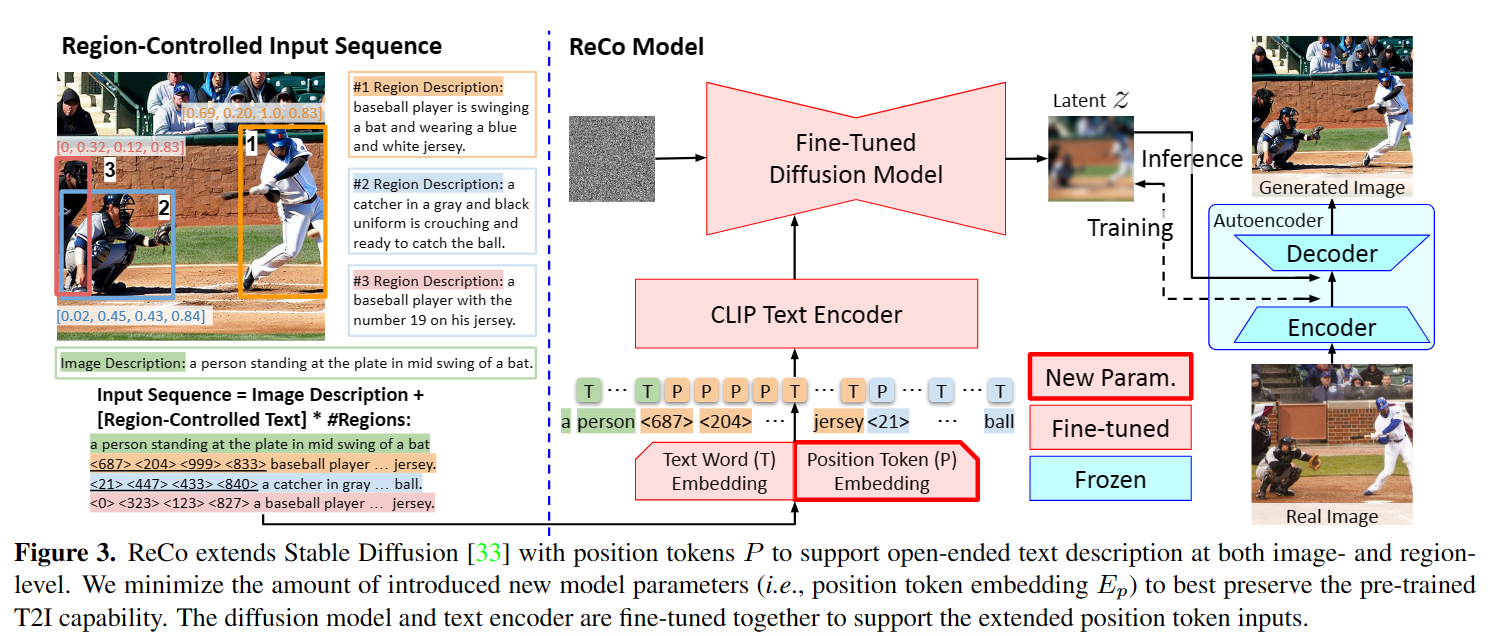 Region-Controlled Input Sequence
[0.69, 0.20, 1.0, 0.83]
[0, 0.32, 0.12, 0.83]
1
3
2
[0.02, 0.45, 0.43, 0.84]
#1 Region Description:
baseball player is swinging
a bat and wearing a blue
and white jersey.
#2 Region Description: a
catcher in a gray and black
uniform is crouching and
ready to catch the ball.
#3 Region Description: a
baseball player with the
number 19 on his jersey.
Image Description: a person standing at the plate in mid swing of a bat.
Input Sequence = Image Description +
[Region-Controlled Text] * #Regions:
a person standing at the plate in mid swing of a bat
<687> <204> <999> <833> baseball player … jersey.
<21> <447> <433> <840> a catcher in gray … ball.
<0> <323> <123> <827> a baseball player … jersey.
ReCo Model
Fine-Tuned
Diffusion Model
Latent z
Inference
Training
Generated Image
Autoencoder
Decoder
Encoder
Real Image
CLIP Text Encoder
T … T P P P P T … T P … T … T
a person <687> <204> … jersey <21> … ball
Text Word (T)
Embedding
Position Token (P)
Embedding
New Param.
Fine-tuned
Frozen
Figure 3. ReCo extends Stable Diffusion [33] with position tokens P to support open-ended text description at both image- and region-
level. We minimize the amount of introduced new model parameters (i.e., position token embedding E_p) to best preserve the pre-trained
T2I capability. The diffusion model and text encoder are fine-tuned together to support the extended position token inputs.